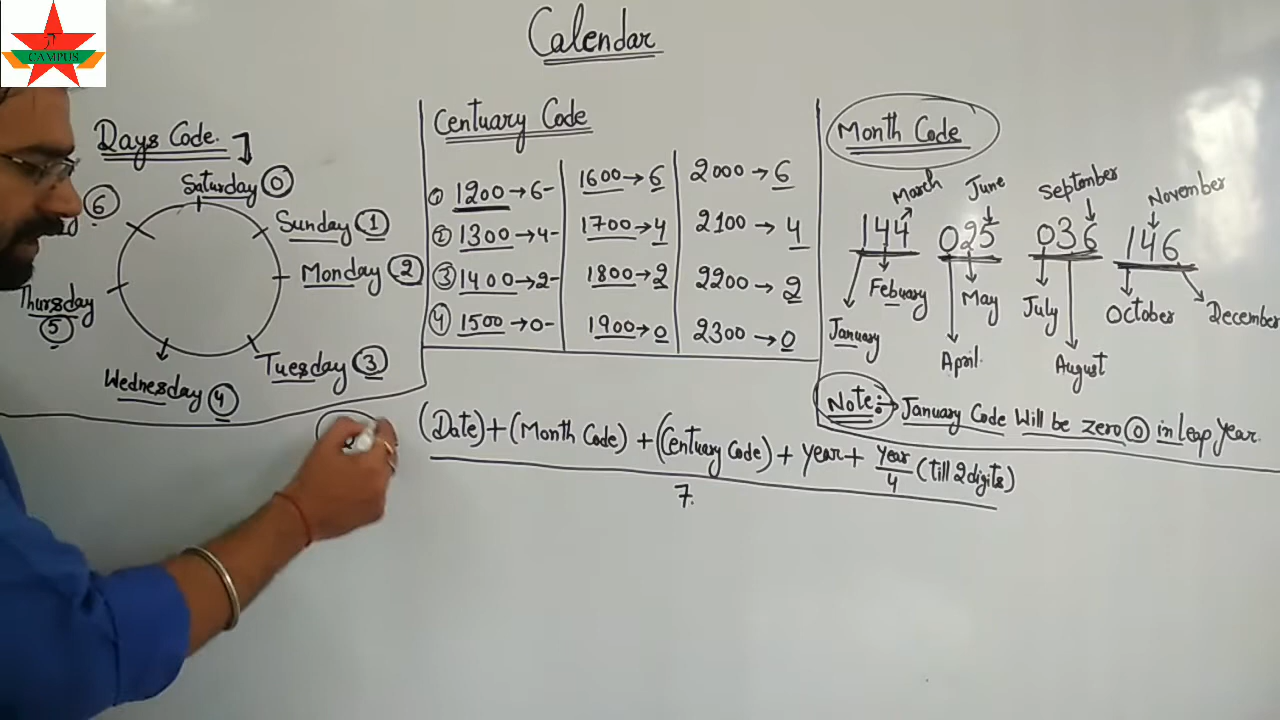 CAMPUS
Calendar
Days Code.
Saturday 0
Sunday 1
Monday 2
Tuesday 3
Wednesday 4
Thursday
5
6
Centuary Code
① 1200→6-
② 1300→4-
③ 1400→2-
④ 1500→0-
1600→6
1700→4
1800→2
1900→0
2000→6
2100→4
2200→2
2300→0
Month Code
March
June
September
November
144 025 036 146
Febuary
May
July
October
December
January
April
August
Note:→ January Code Will be zero 0 in leap year.
(Date)+(Month Code)+(Centuary Code)+year+year/4 (till 2digits)
7